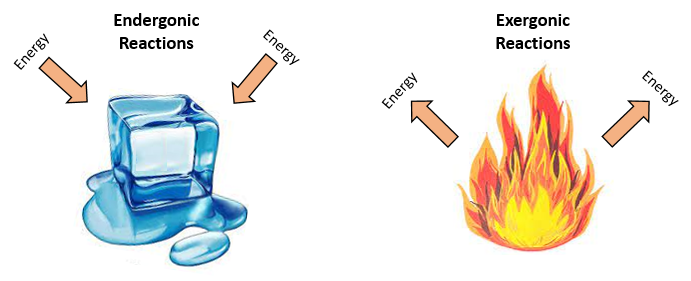 Endergonic
Reactions
Energy
Energy
Exergonic
Reactions
Energy
Energy